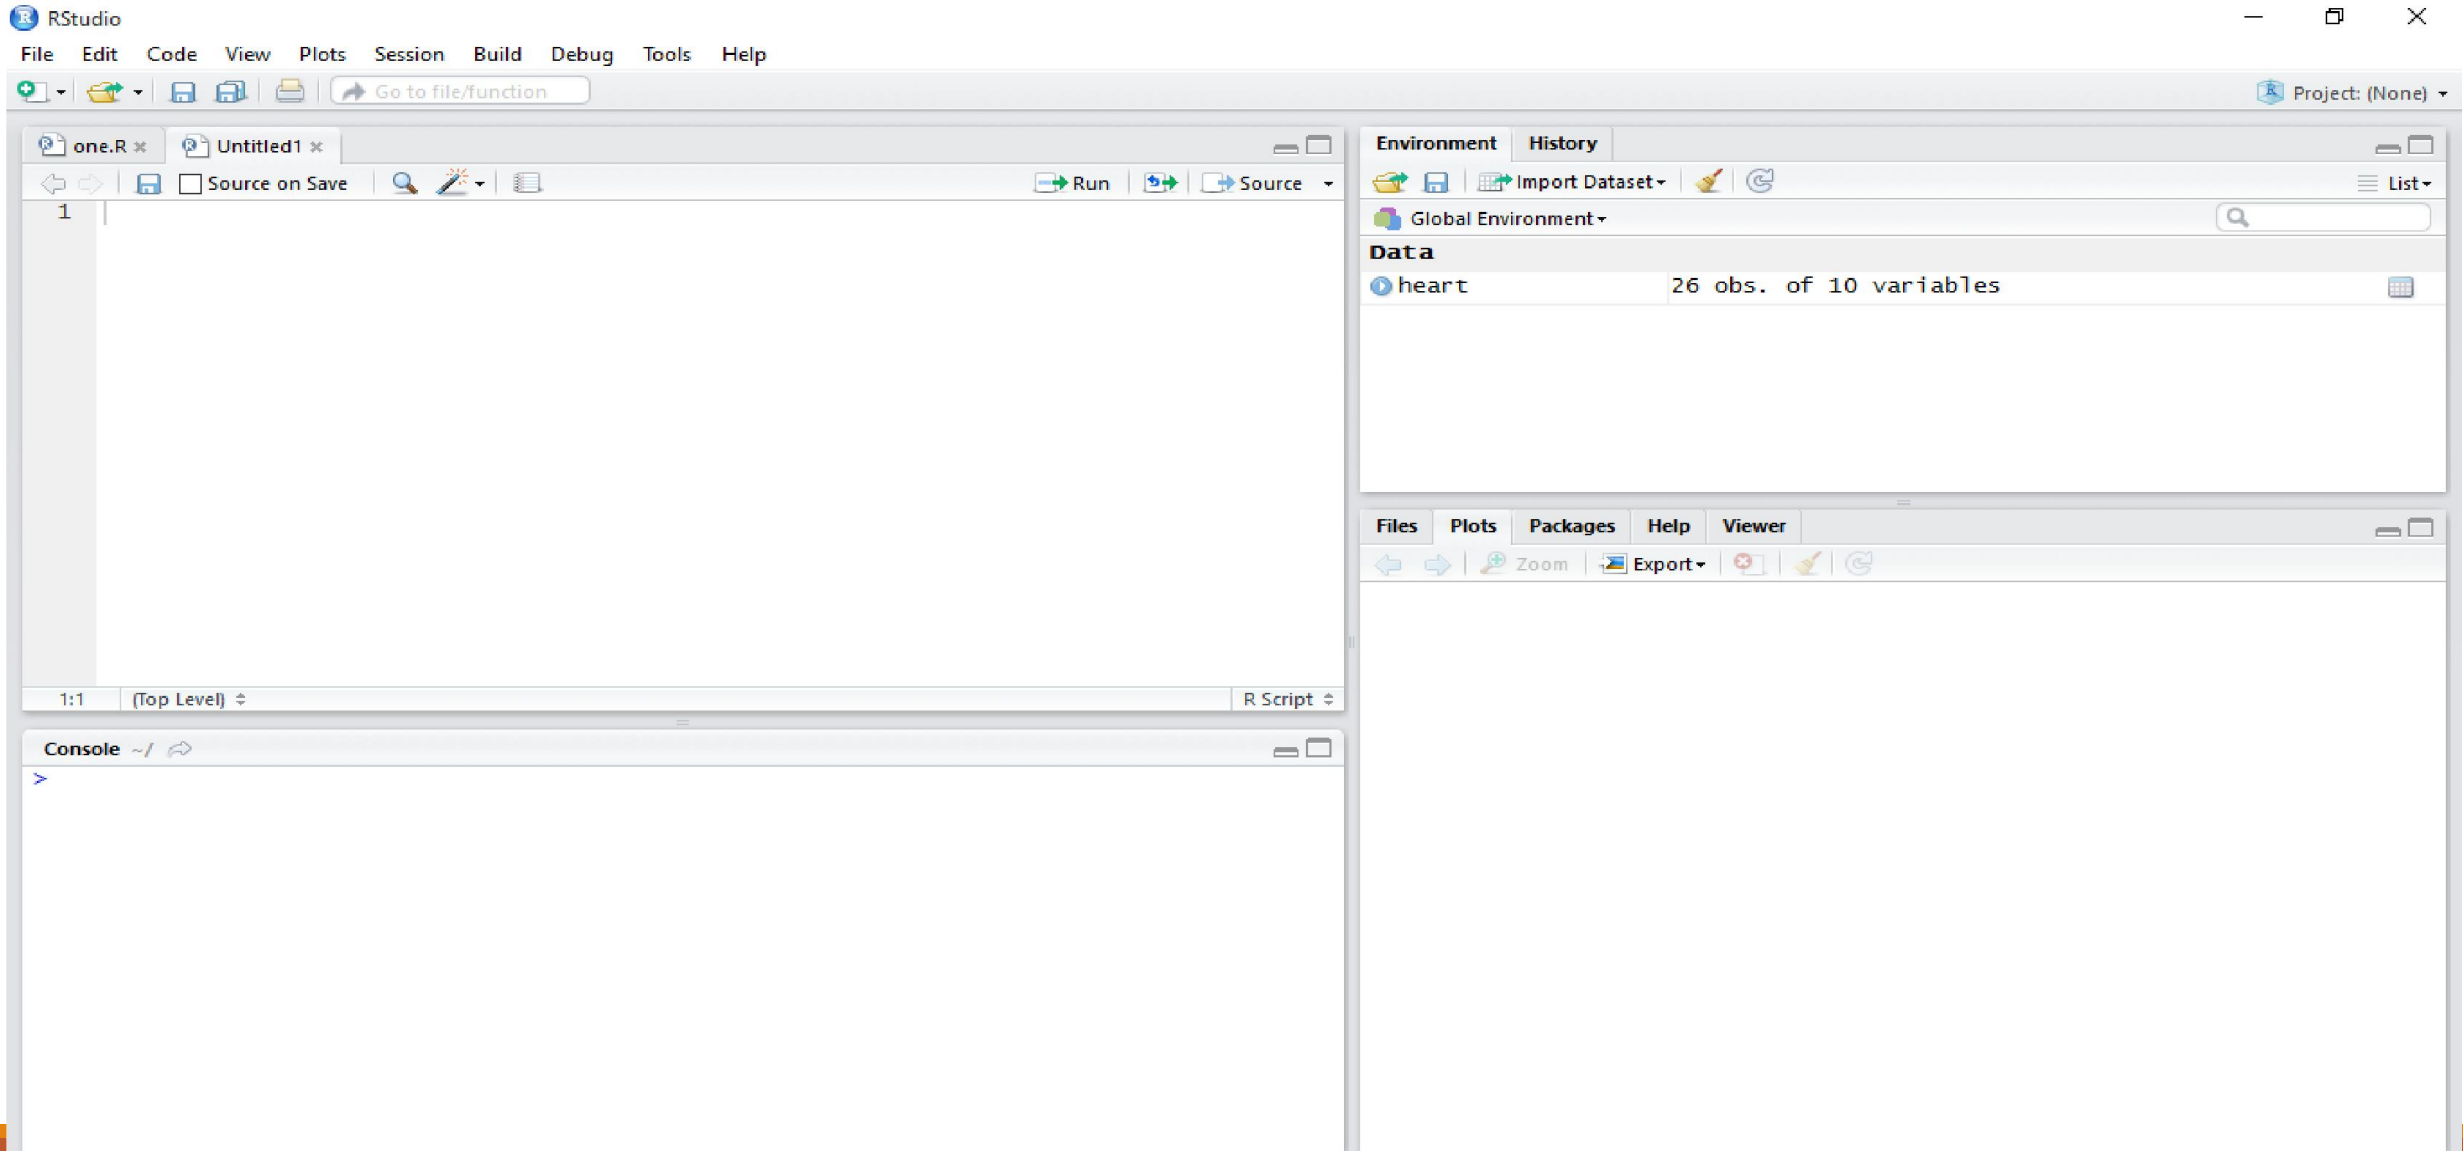 RStudio
File Edit Code View Plots Session Build Debug Tools Help
Go to file/function
Project: (None)
one.R Untitled1
Source on Save Run Source
1
1:1 (Top Level) R Script
Console ~/
>
Environment History
Import Dataset List
Global Environment
Data
heart 26 obs. of 10 variables
Files Plots Packages Help Viewer
Zoom Export